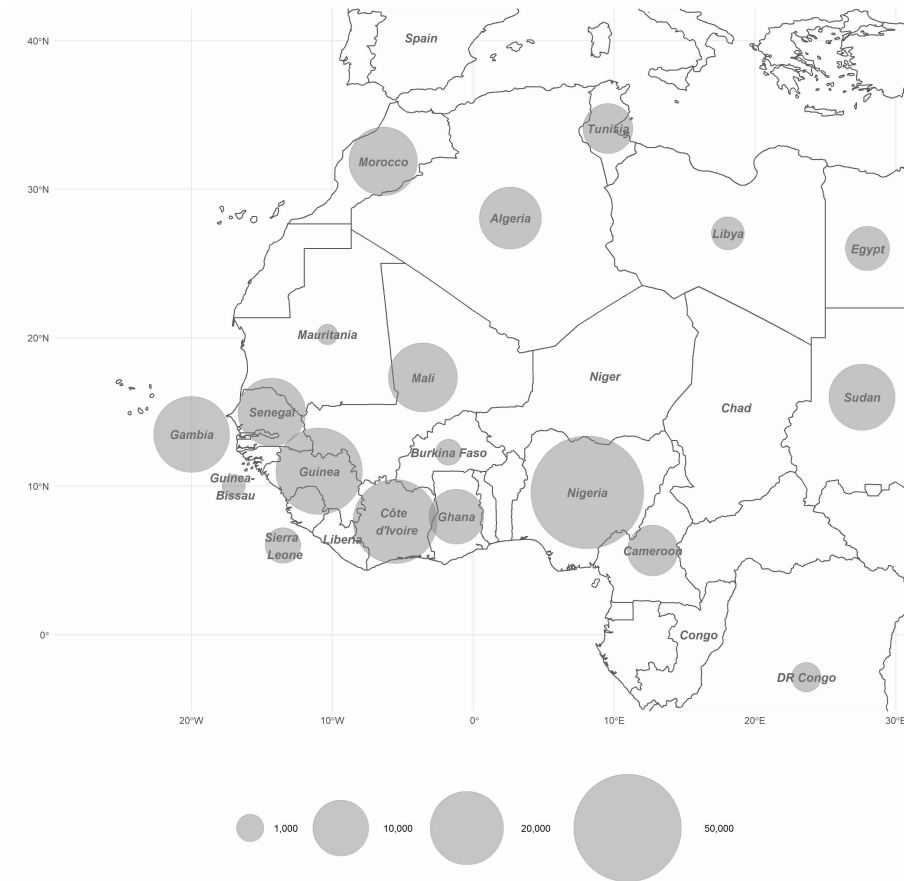 40°N
Spain
Tunisia
Morocco
30°N
Algeria
Libya
Egypt
20°N
Mauritania
Mali
Niger
Sudan
Chad
Senegal
Gambia
Burkina Faso
Guinea
Guinea-
Bissau
10°N
Nigeria
Côte
d'Ivoire
Ghana
Sierra
Leone
Liberia
Cameroon
0°
Congo
DR Congo
20°W
10°W
0°
10°E
20°E
30°E
1,000
10,000
20,000
50,000